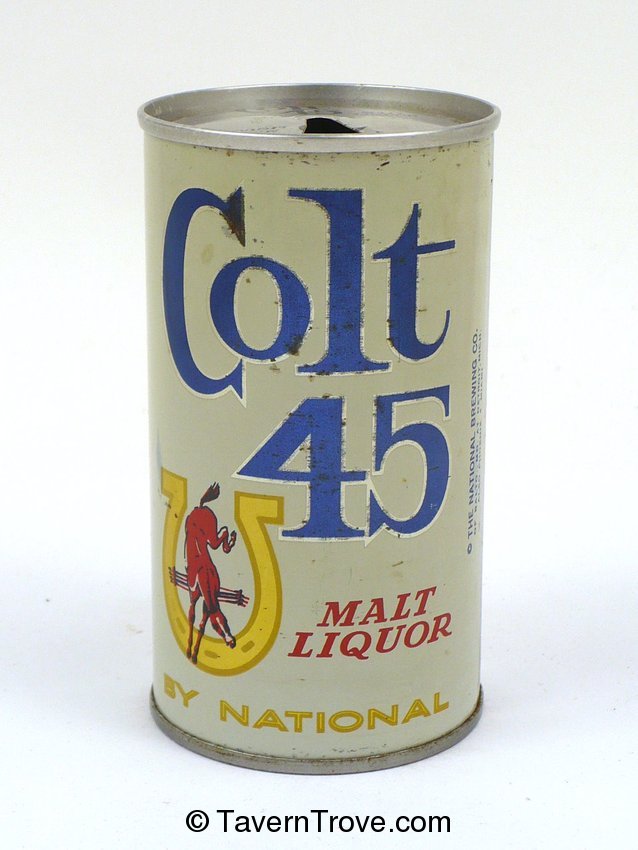 Colt
45
MALT
LIQUOR
BY NATIONAL
© THE NATIONAL BREWING CO.
© TavernTrove.com